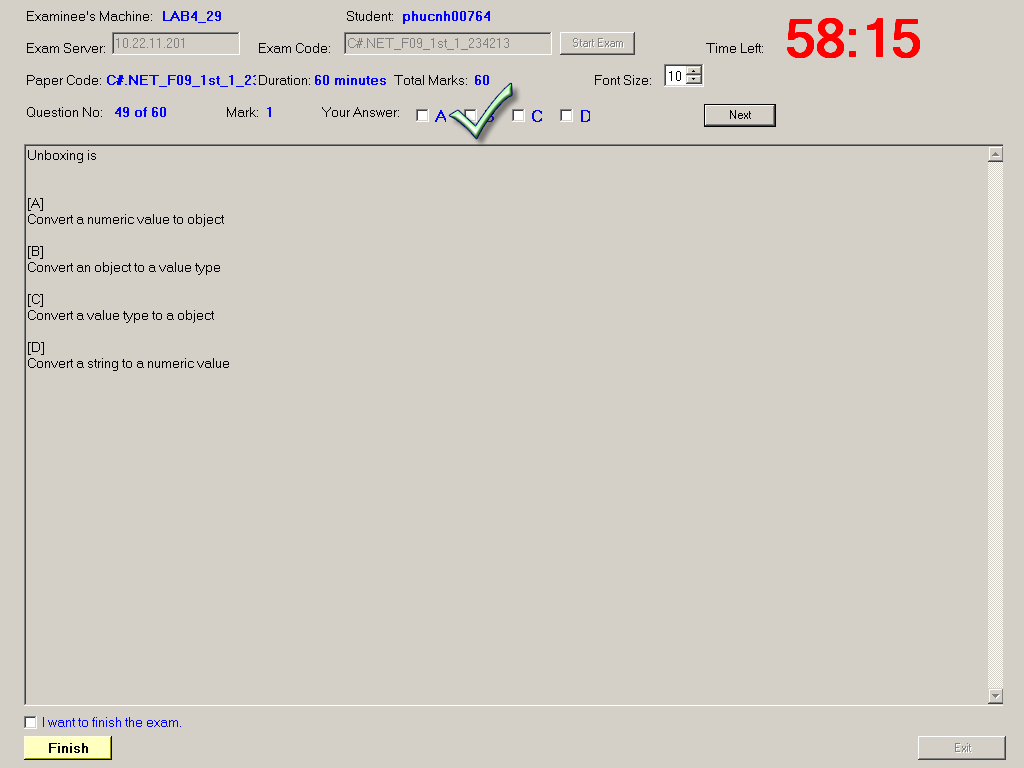 Examinee's Machine: LAB4_29 Student: phucnh00764
Exam Server: 10.22.11.201 Exam Code: C#.NET_F09_1st_1_234213 Start Exam Time Left: 58:15
Paper Code: C#.NET_F09_1st_1_2 Duration: 60 minutes Total Marks: 60 Font Size: 10
Question No: 49 of 60 Mark: 1 Your Answer: A B C D Next
Unboxing is
[A]
Convert a numeric value to object
[B]
Convert an object to a value type
[C]
Convert a value type to a object
[D]
Convert a string to a numeric value
I want to finish the exam.
Finish Exit